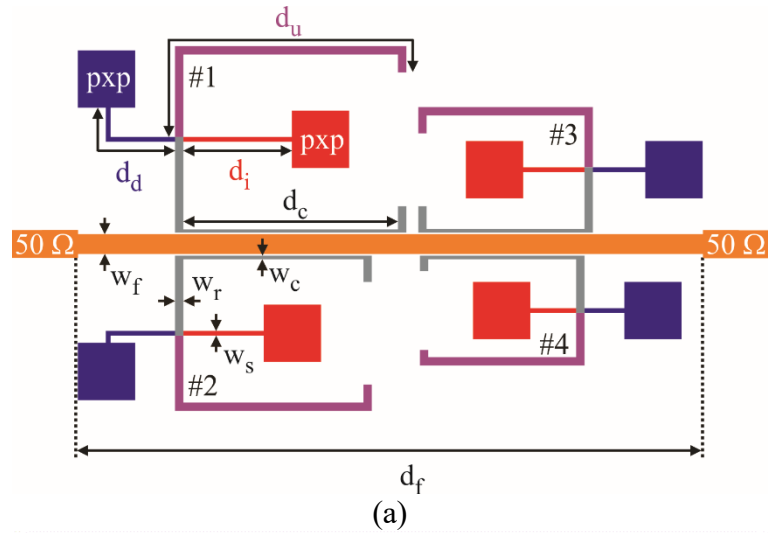 d_u
#1
pxp
pxp
#3
d_d
d_i
d_c
50 Ω
50 Ω
w_f
w_c
w_r
w_s
#2
#4
d_f
(a)